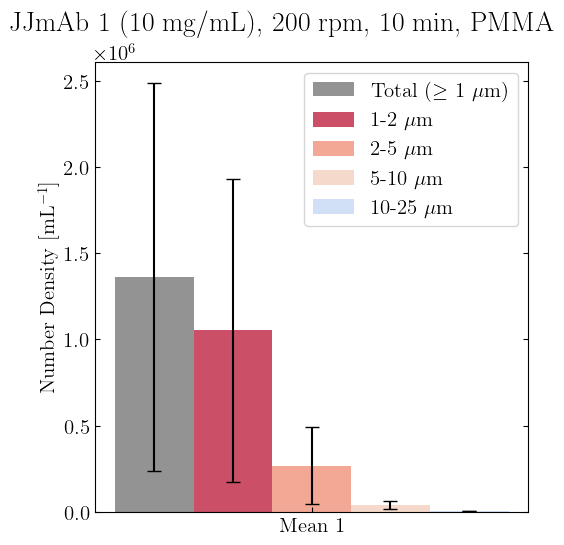 JJmAb 1 (10 mg/mL), 200 rpm, 10 min, PMMA
×10⁶
2.5
2.0
1.5
1.0
0.5
0.0
Number Density [mL⁻¹]
Total (≥ 1 μm)
1-2 μm
2-5 μm
5-10 μm
10-25 μm
Mean 1